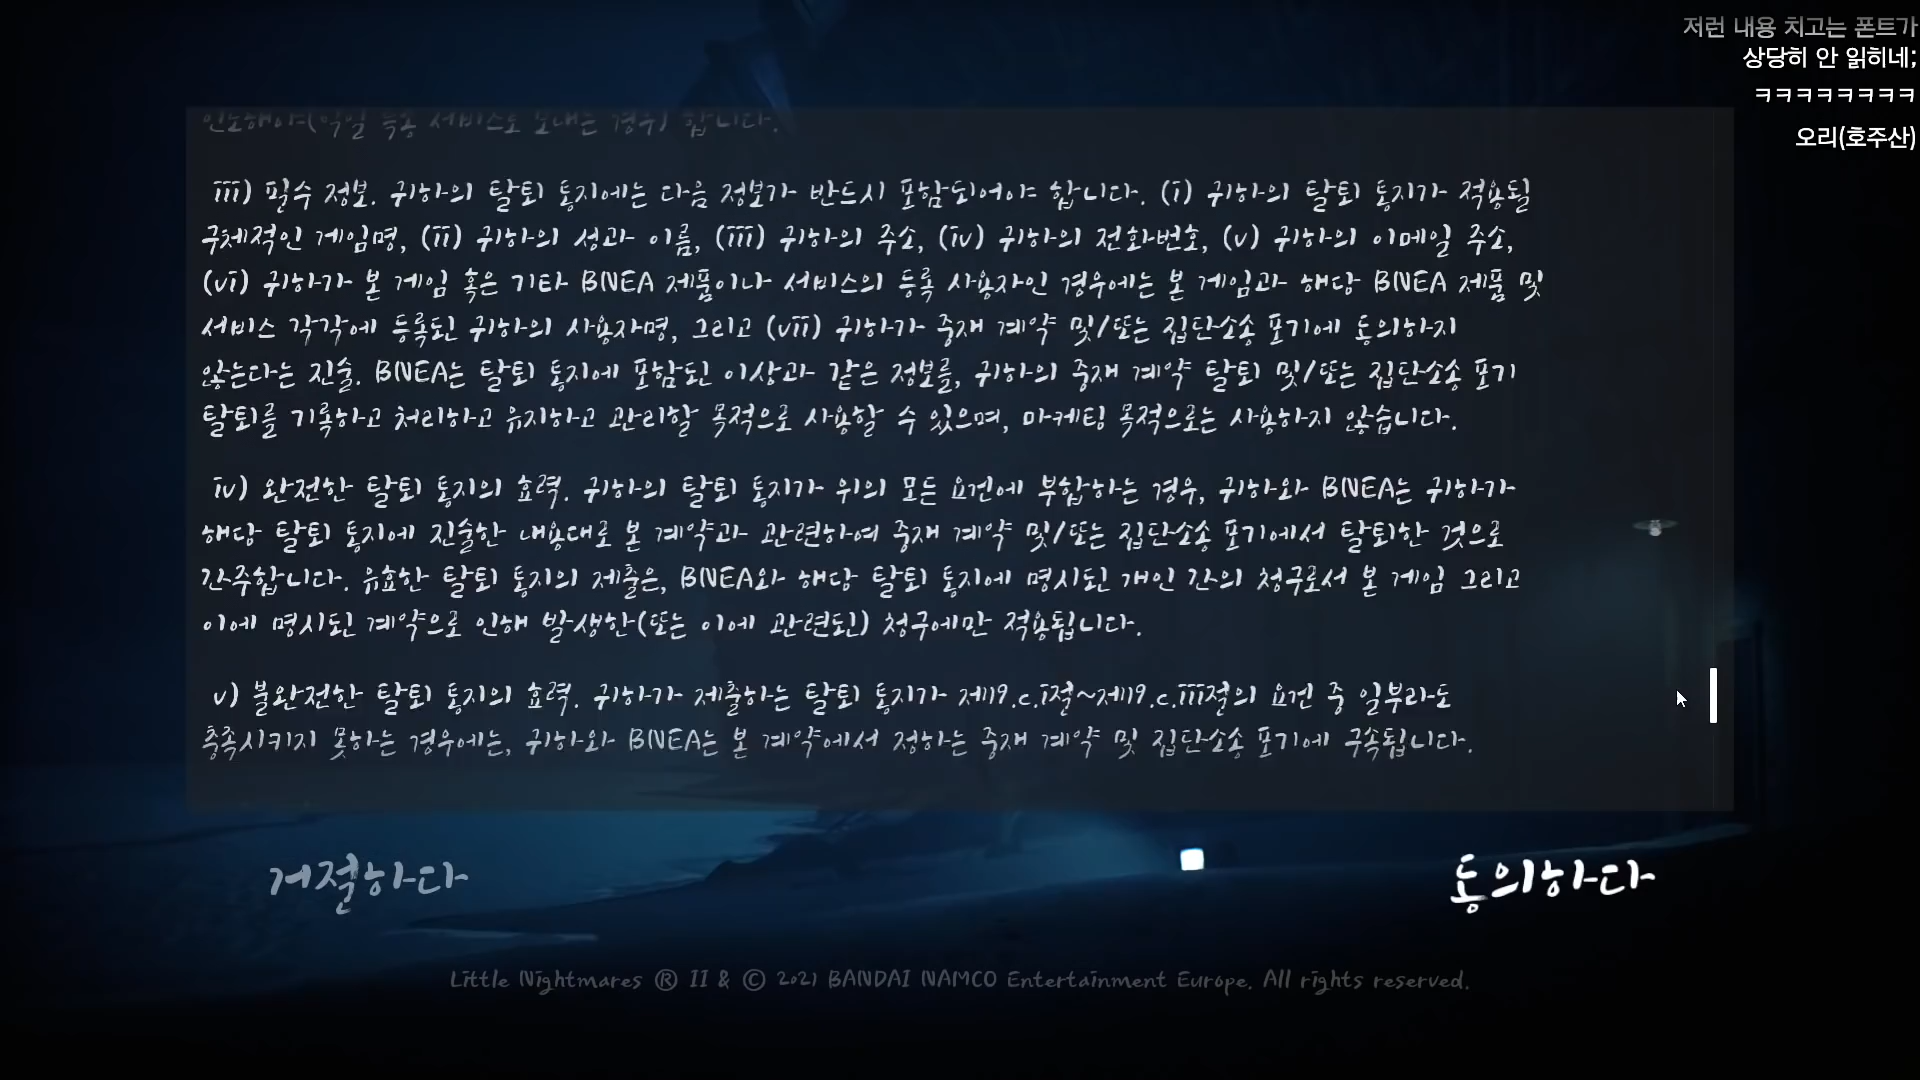 저런 내용 치고는 폰트가
상당히 안 읽히네;
ㅋㅋㅋㅋㅋㅋㅋㅋ
오리(호주산)
인도해야(익일 특송 서비스로 보내는 경우) 합니다.
iii) 필수 정보. 귀하의 탈퇴 통지에는 다음 정보가 반드시 포함되어야 합니다. (i) 귀하의 탈퇴 통지가 적용될
구체적인 게임명, (ii) 귀하의 성과 이름, (iii) 귀하의 주소, (iv) 귀하의 전화번호, (v) 귀하의 이메일 주소,
(vi) 귀하가 본 게임 혹은 기타 BNEA 제품이나 서비스의 등록 사용자인 경우에는 본 게임과 해당 BNEA 제품 및
서비스 각각에 등록된 귀하의 사용자명, 그리고 (vii) 귀하가 중재 계약 및/또는 집단소송 포기에 동의하지
않는다는 진술. BNEA는 탈퇴 통지에 포함된 이상과 같은 정보를, 귀하의 중재 계약 탈퇴 및/또는 집단소송 포기
탈퇴를 기록하고 처리하고 유지하고 관리할 목적으로 사용할 수 있으며, 마케팅 목적으로는 사용하지 않습니다.
iv) 완전한 탈퇴 통지의 효력. 귀하의 탈퇴 통지가 위의 모든 요건에 부합하는 경우, 귀하와 BNEA는 귀하가
해당 탈퇴 통지에 진술한 내용대로 본 계약과 관련하여 중재 계약 및/또는 집단소송 포기에서 탈퇴한 것으로
간주합니다. 유효한 탈퇴 통지의 제출은, BNEA와 해당 탈퇴 통지에 명시된 개인 간의 청구로서 본 게임 그리고
이에 명시된 계약으로 인해 발생한(또는 이에 관련된) 청구에만 적용됩니다.
v) 불완전한 탈퇴 통지의 효력. 귀하가 제출하는 탈퇴 통지가 제19.c.i절~제19.c.iii절의 요건 중 일부라도
충족시키지 못하는 경우에는, 귀하와 BNEA는 본 계약에서 정하는 중재 계약 및 집단소송 포기에 구속됩니다.
거절하다
동의하다
Little Nightmares ® II & © 2021 BANDAI NAMCO Entertainment Europe. All rights reserved.